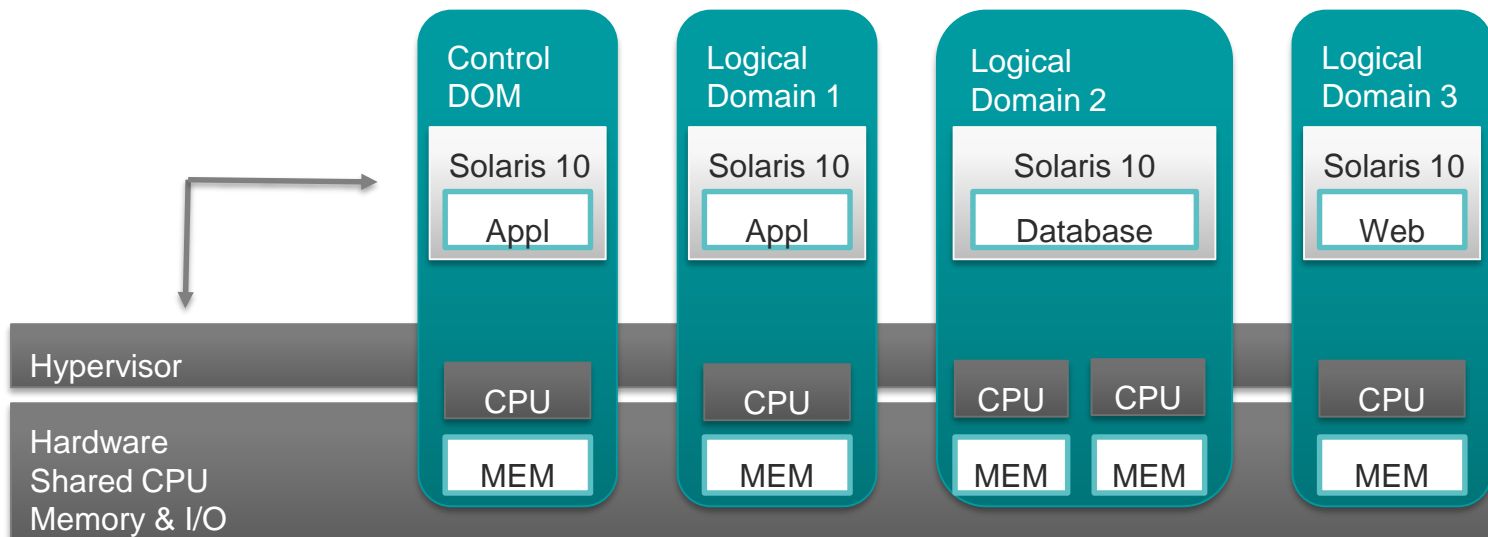 Control
DOM
Solaris 10
Appl
CPU
MEM
Logical
Domain 1
Solaris 10
Appl
CPU
MEM
Logical
Domain 2
Solaris 10
Database
CPU
CPU
MEM
MEM
Logical
Domain 3
Solaris 10
Web
CPU
MEM
Hypervisor
Hardware
Shared CPU
Memory & I/O